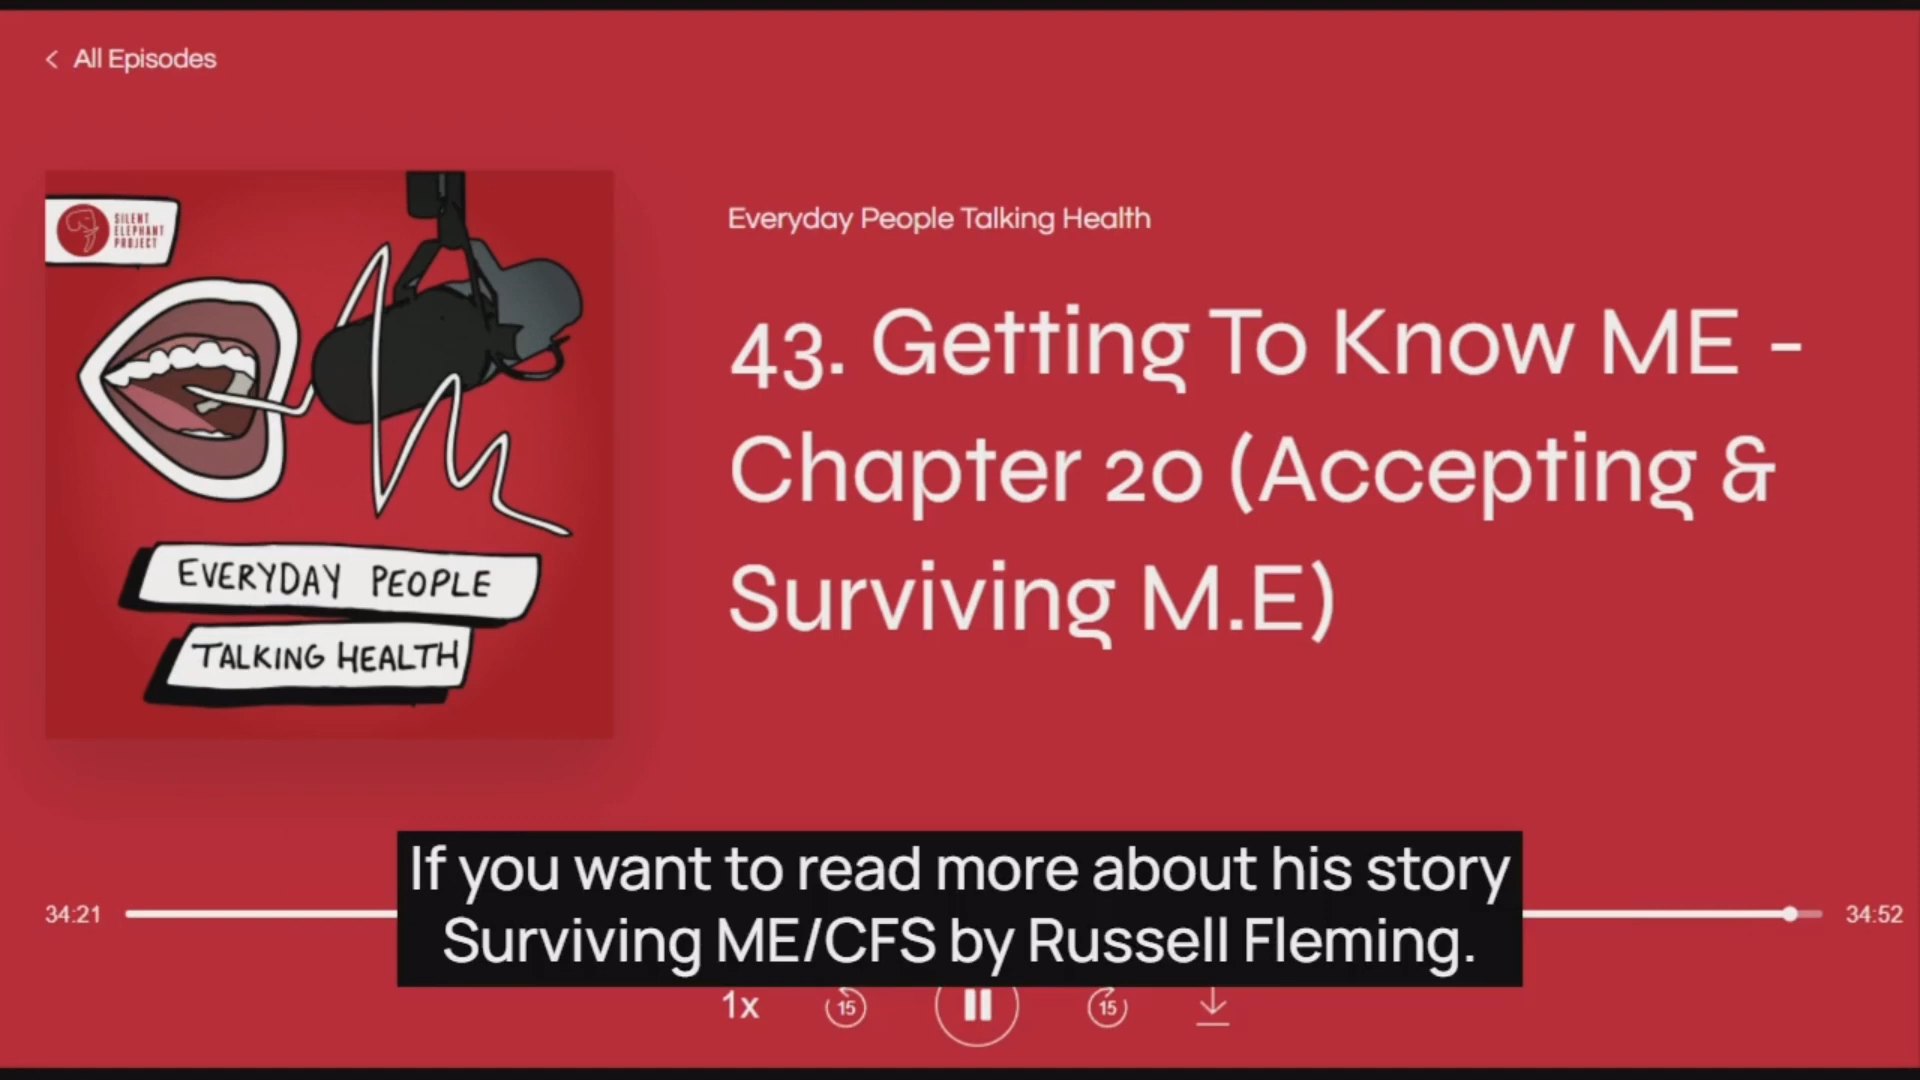 All Episodes
SILENT
ELEPHANT
PROJECT
EVERYDAY PEOPLE
TALKING HEALTH
Everyday People Talking Health
43. Getting To Know ME -
Chapter 20 (Accepting &
Surviving M.E)
If you want to read more about his story
Surviving ME/CFS by Russell Fleming.
34:21
34:52
1x
15
15